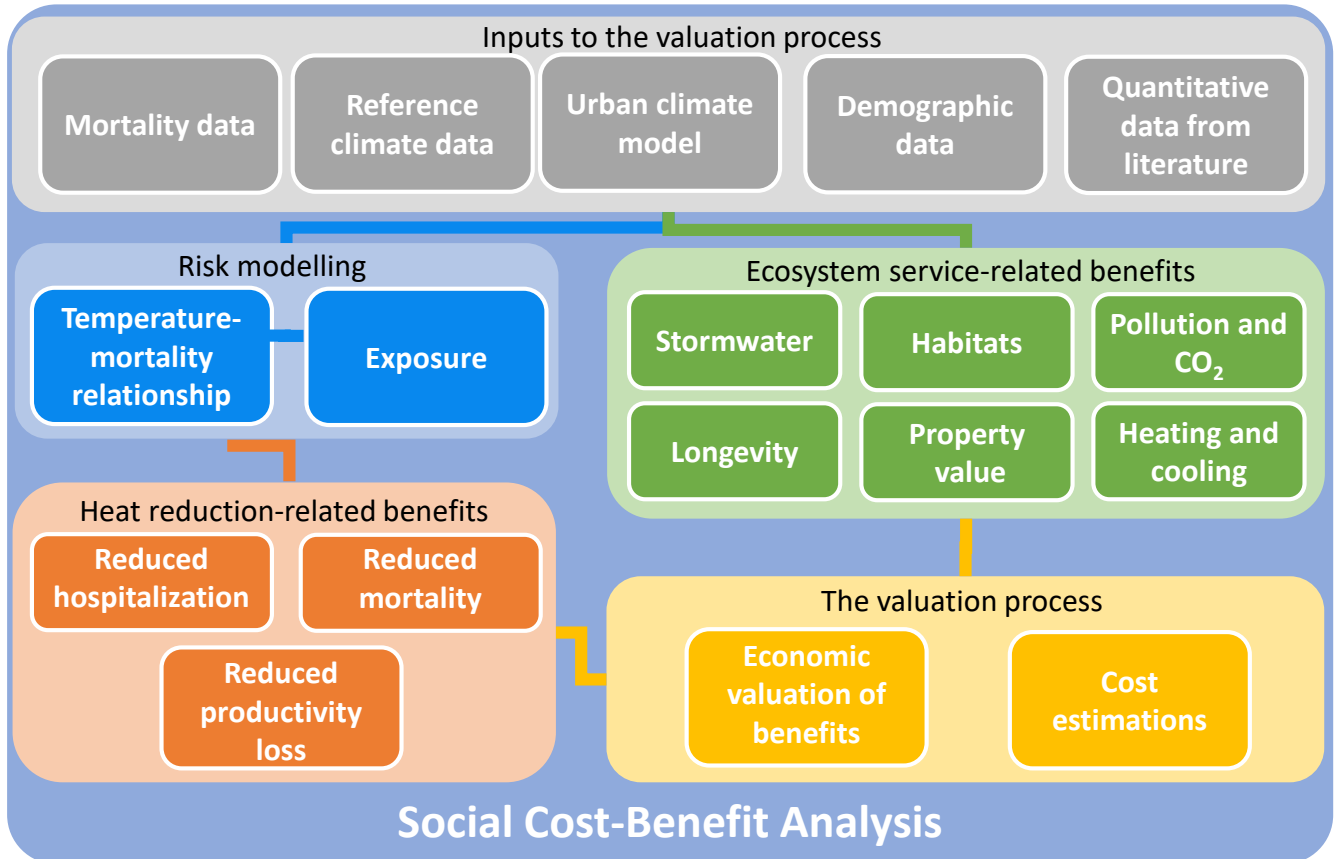 Inputs to the valuation process
Mortality data
Reference
climate data
Urban climate
model
Demographic
data
Quantitative
data from
literature
Risk modelling
Temperature-
mortality
relationship
Exposure
Ecosystem service-related benefits
Stormwater
Habitats
Pollution and
CO₂
Longevity
Property
value
Heating and
cooling
Heat reduction-related benefits
Reduced
hospitalization
Reduced
mortality
Reduced
productivity
loss
The valuation process
Economic
valuation of
benefits
Cost
estimations
Social Cost-Benefit Analysis